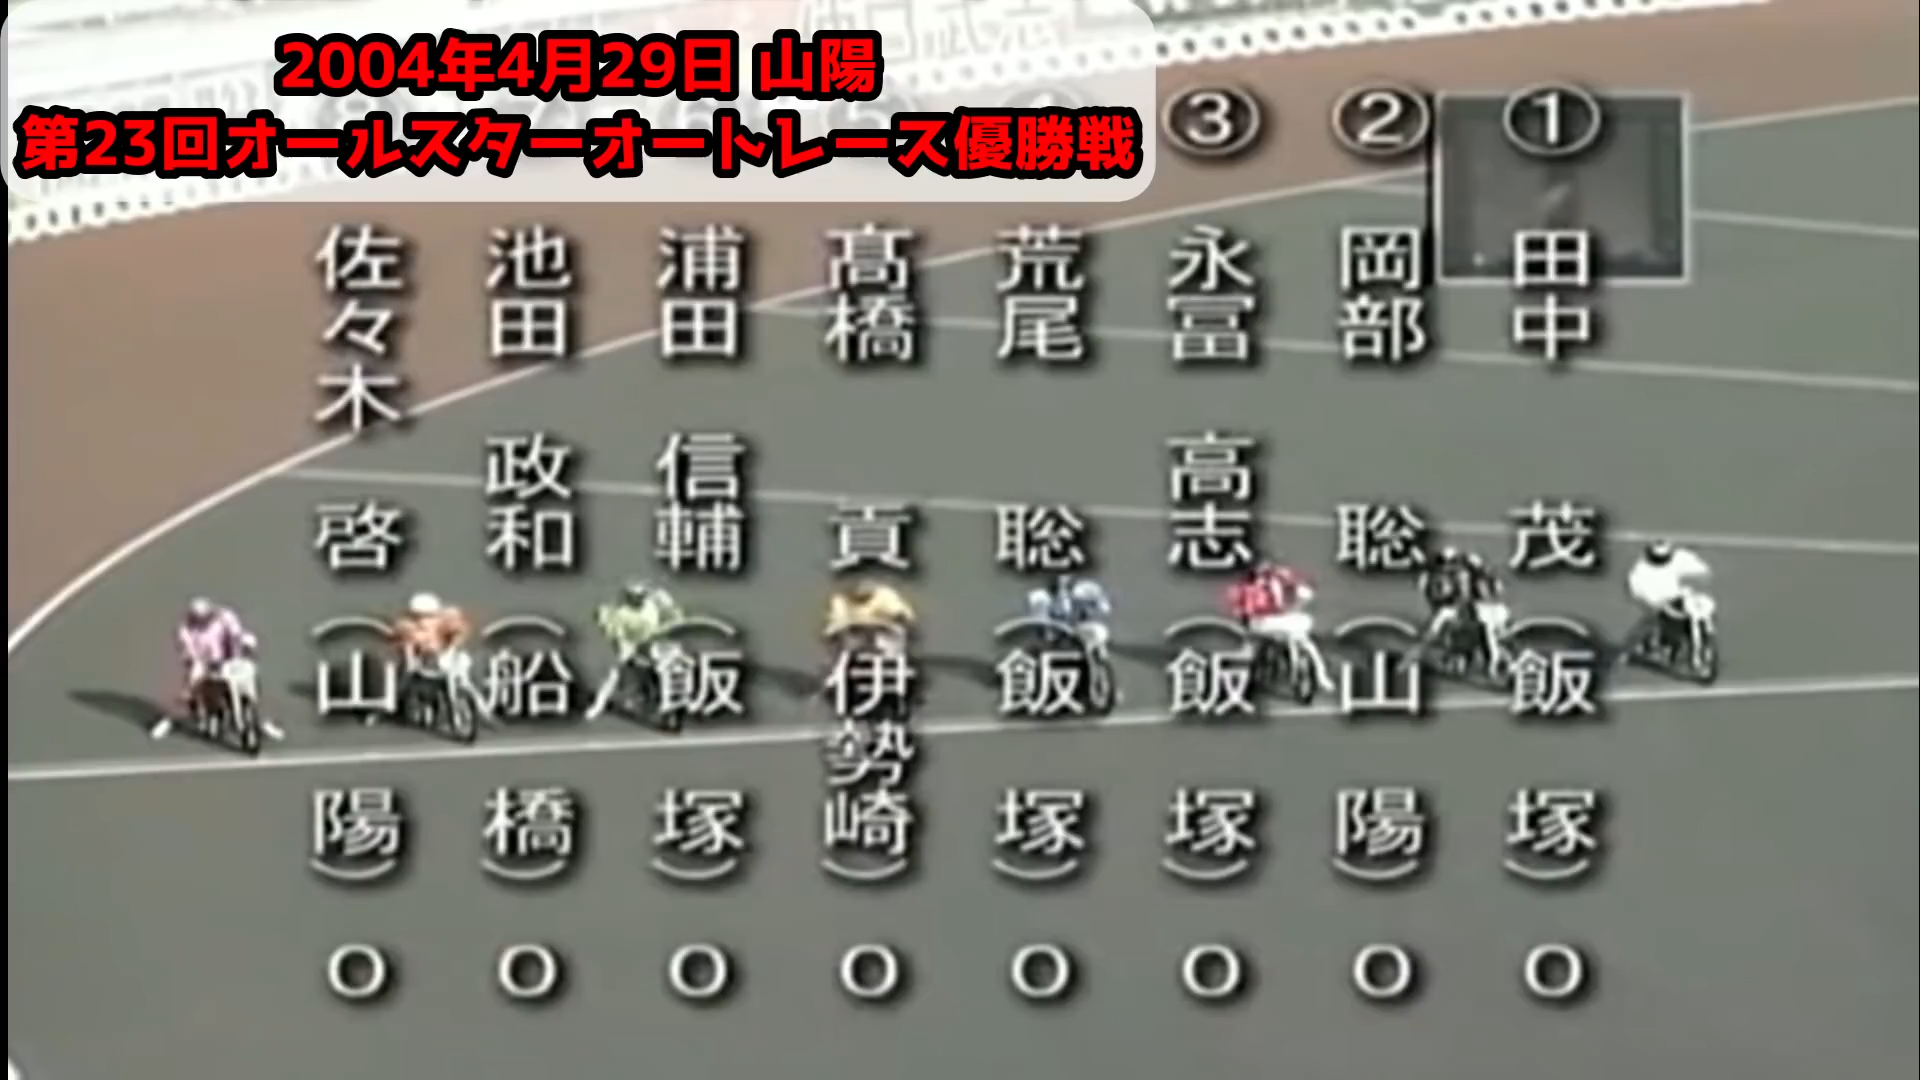 2004年4月29日 山陽
第23回オールスターオートレース優勝戦
① 田中 茂 (飯塚) 0
② 岡部 聡 (山陽) 0
③ 永冨 高志 (飯塚) 0
荒尾 聡 (飯塚) 0
髙橋 貢 (伊勢崎) 0
浦田 信輔 (飯塚) 0
池田 政和 (船橋) 0
佐々木 啓 (山陽) 0